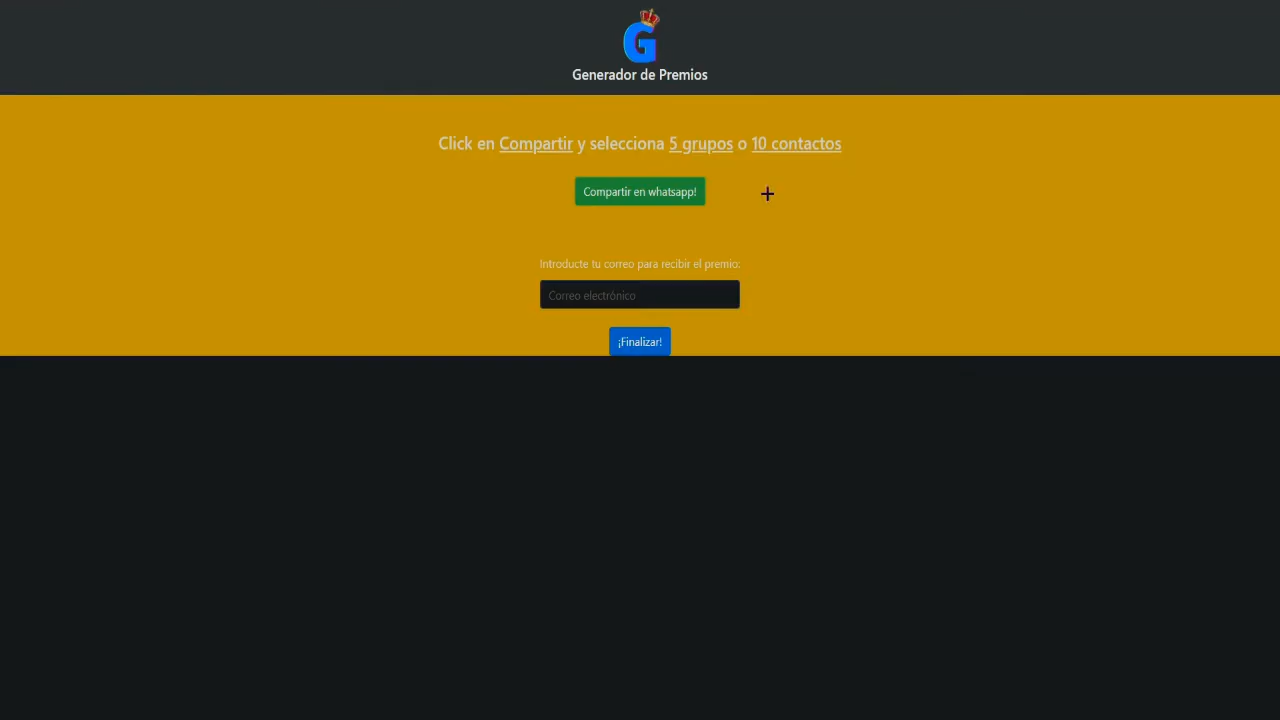 G
Generador de Premios
Click en Compartir y selecciona 5 grupos o 10 contactos
Compartir en whatsapp!
Introducte tu correo para recibir el premio:
Correo electrónico
¡Finalizar!